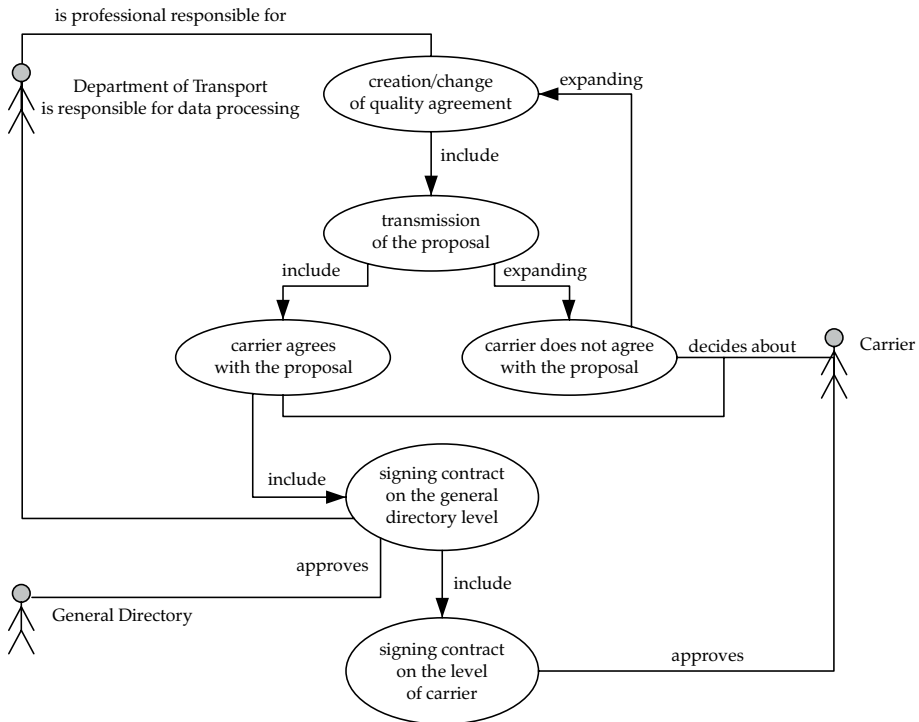 is professional responsible for
Department of Transport
is responsible for data processing
creation/change
of quality agreement
expanding
include
transmission
of the proposal
include
expanding
carrier agrees
with the proposal
carrier does not agree
with the proposal
decides about
Carrier
include
signing contract
on the general
directory level
approves
General Directory
include
signing contract
on the level
of carrier
approves